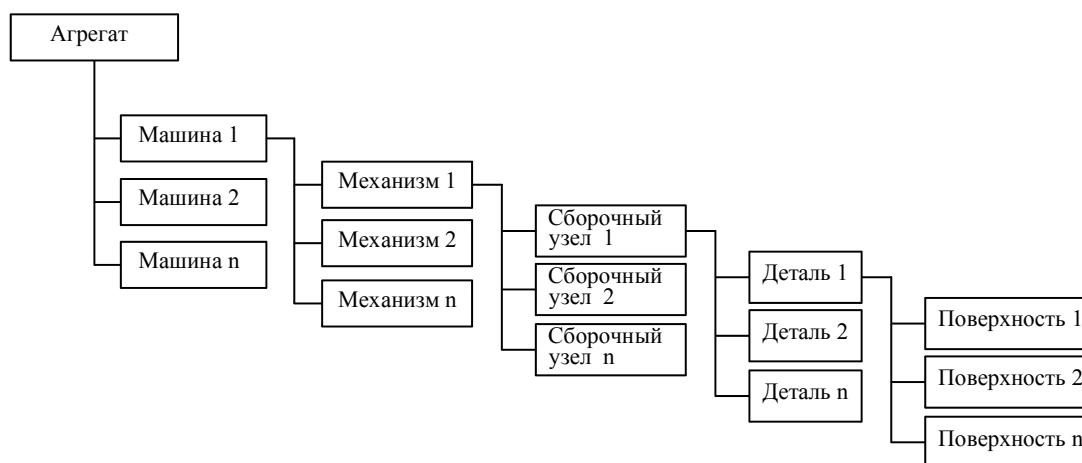 Агрегат
Машина 1
Машина 2
Машина n
Механизм 1
Механизм 2
Механизм n
Сборочный
узел 1
Сборочный
узел 2
Сборочный
узел n
Деталь 1
Деталь 2
Деталь n
Поверхность 1
Поверхность 2
Поверхность n